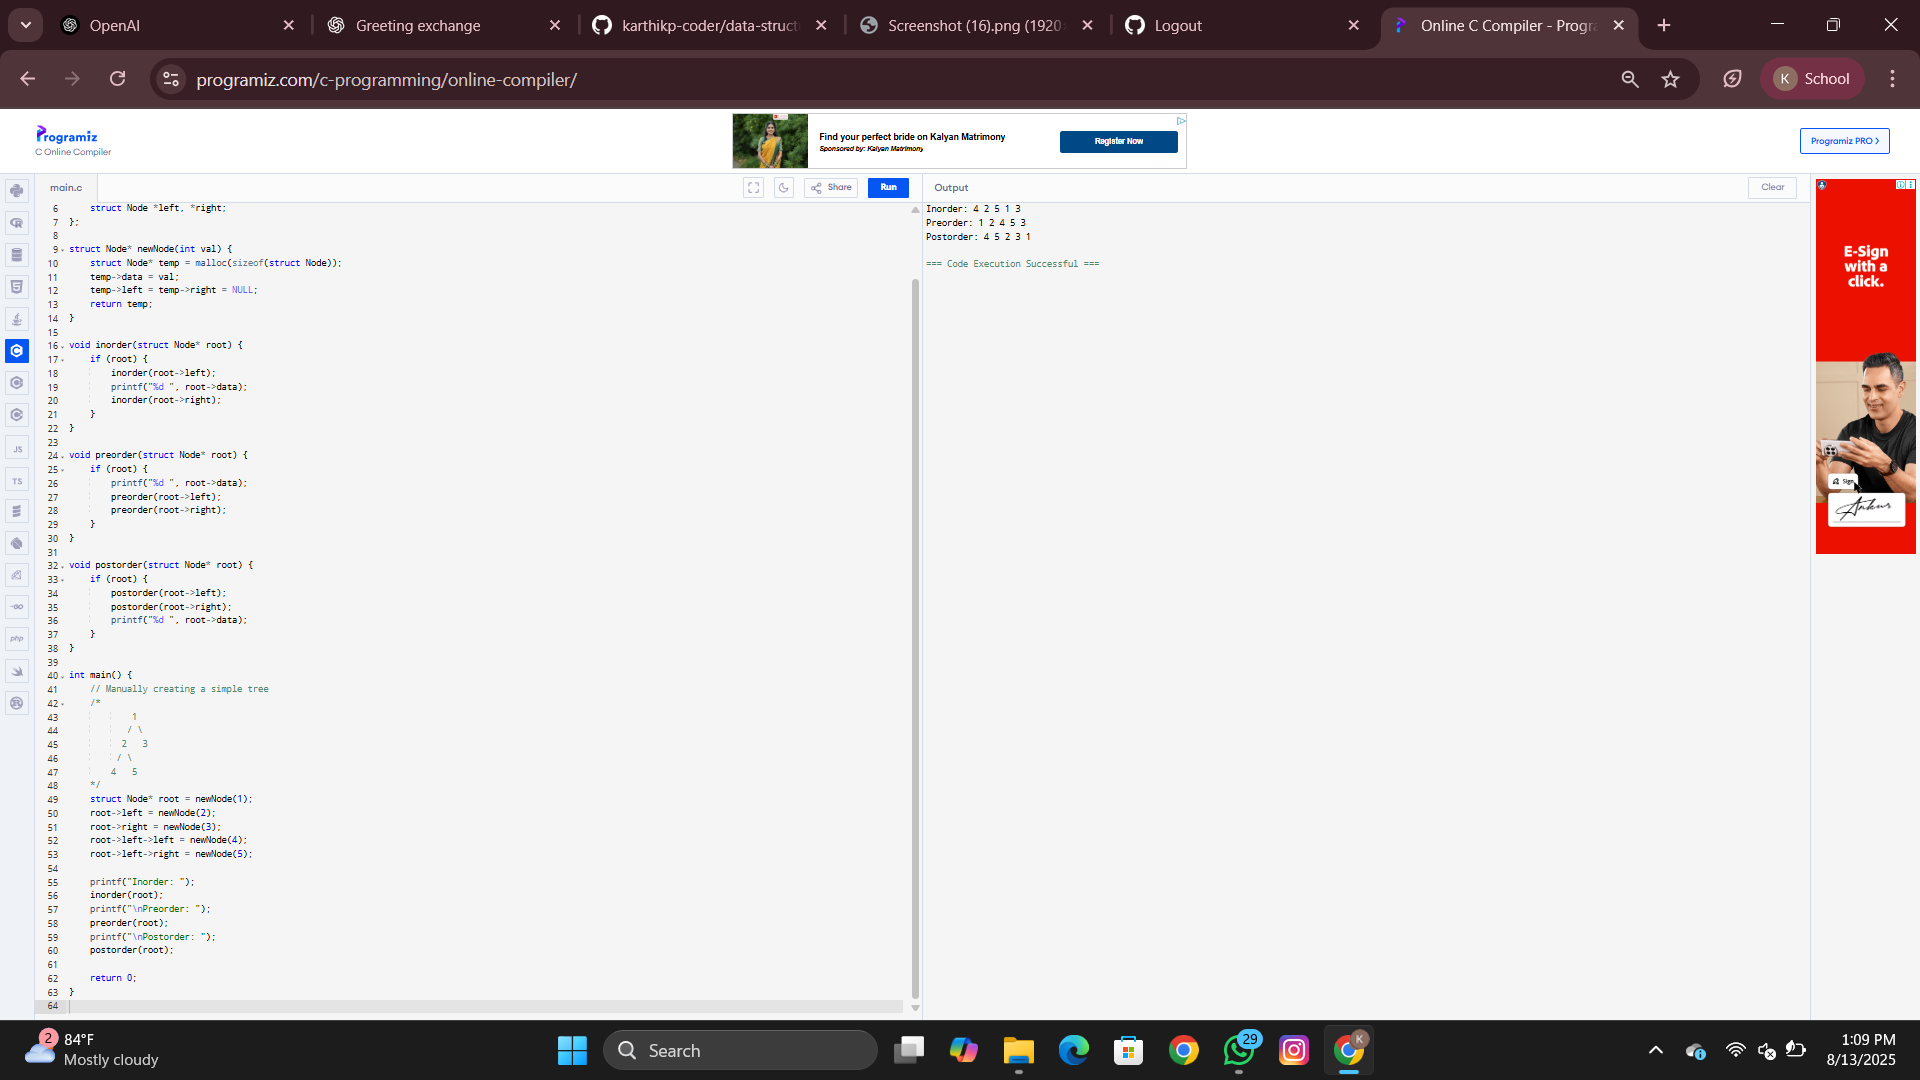 OpenAI
Greeting exchange
karthikp-coder/data-struct
Screenshot (16).png (1920
Logout
Online C Compiler - Progra
programiz.com/c-programming/online-compiler/
K School
Programiz
C Online Compiler
Find your perfect bride on Kalyan Matrimony
Sponsored by: Kalyan Matrimony
Register Now
Programiz PRO >
main.c
Share
Run
Output
Clear
6 struct Node *left, *right;
7 };
8
9 struct Node* newNode(int val) {
10 struct Node* temp = malloc(sizeof(struct Node));
11 temp->data = val;
12 temp->left = temp->right = NULL;
13 return temp;
14 }
15
16 void inorder(struct Node* root) {
17 if (root) {
18 inorder(root->left);
19 printf("%d ", root->data);
20 inorder(root->right);
21 }
22 }
23
24 void preorder(struct Node* root) {
25 if (root) {
26 printf("%d ", root->data);
27 preorder(root->left);
28 preorder(root->right);
29 }
30 }
31
32 void postorder(struct Node* root) {
33 if (root) {
34 postorder(root->left);
35 postorder(root->right);
36 printf("%d ", root->data);
37 }
38 }
39
40 int main() {
41 // Manually creating a simple tree
42 /*
43 1
44 / \
45 2 3
46 / \
47 4 5
48 */
49 struct Node* root = newNode(1);
50 root->left = newNode(2);
51 root->right = newNode(3);
52 root->left->left = newNode(4);
53 root->left->right = newNode(5);
54
55 printf("Inorder: ");
56 inorder(root);
57 printf("\nPreorder: ");
58 preorder(root);
59 printf("\nPostorder: ");
60 postorder(root);
61
62 return 0;
63 }
64
Inorder: 4 2 5 1 3
Preorder: 1 2 4 5 3
Postorder: 4 5 2 3 1
=== Code Execution Successful ===
JS
TS
GO
php
E-Sign
with a
click.
Sign
Ankur
2
84°F
Mostly cloudy
Search
29
K
1:09 PM
8/13/2025